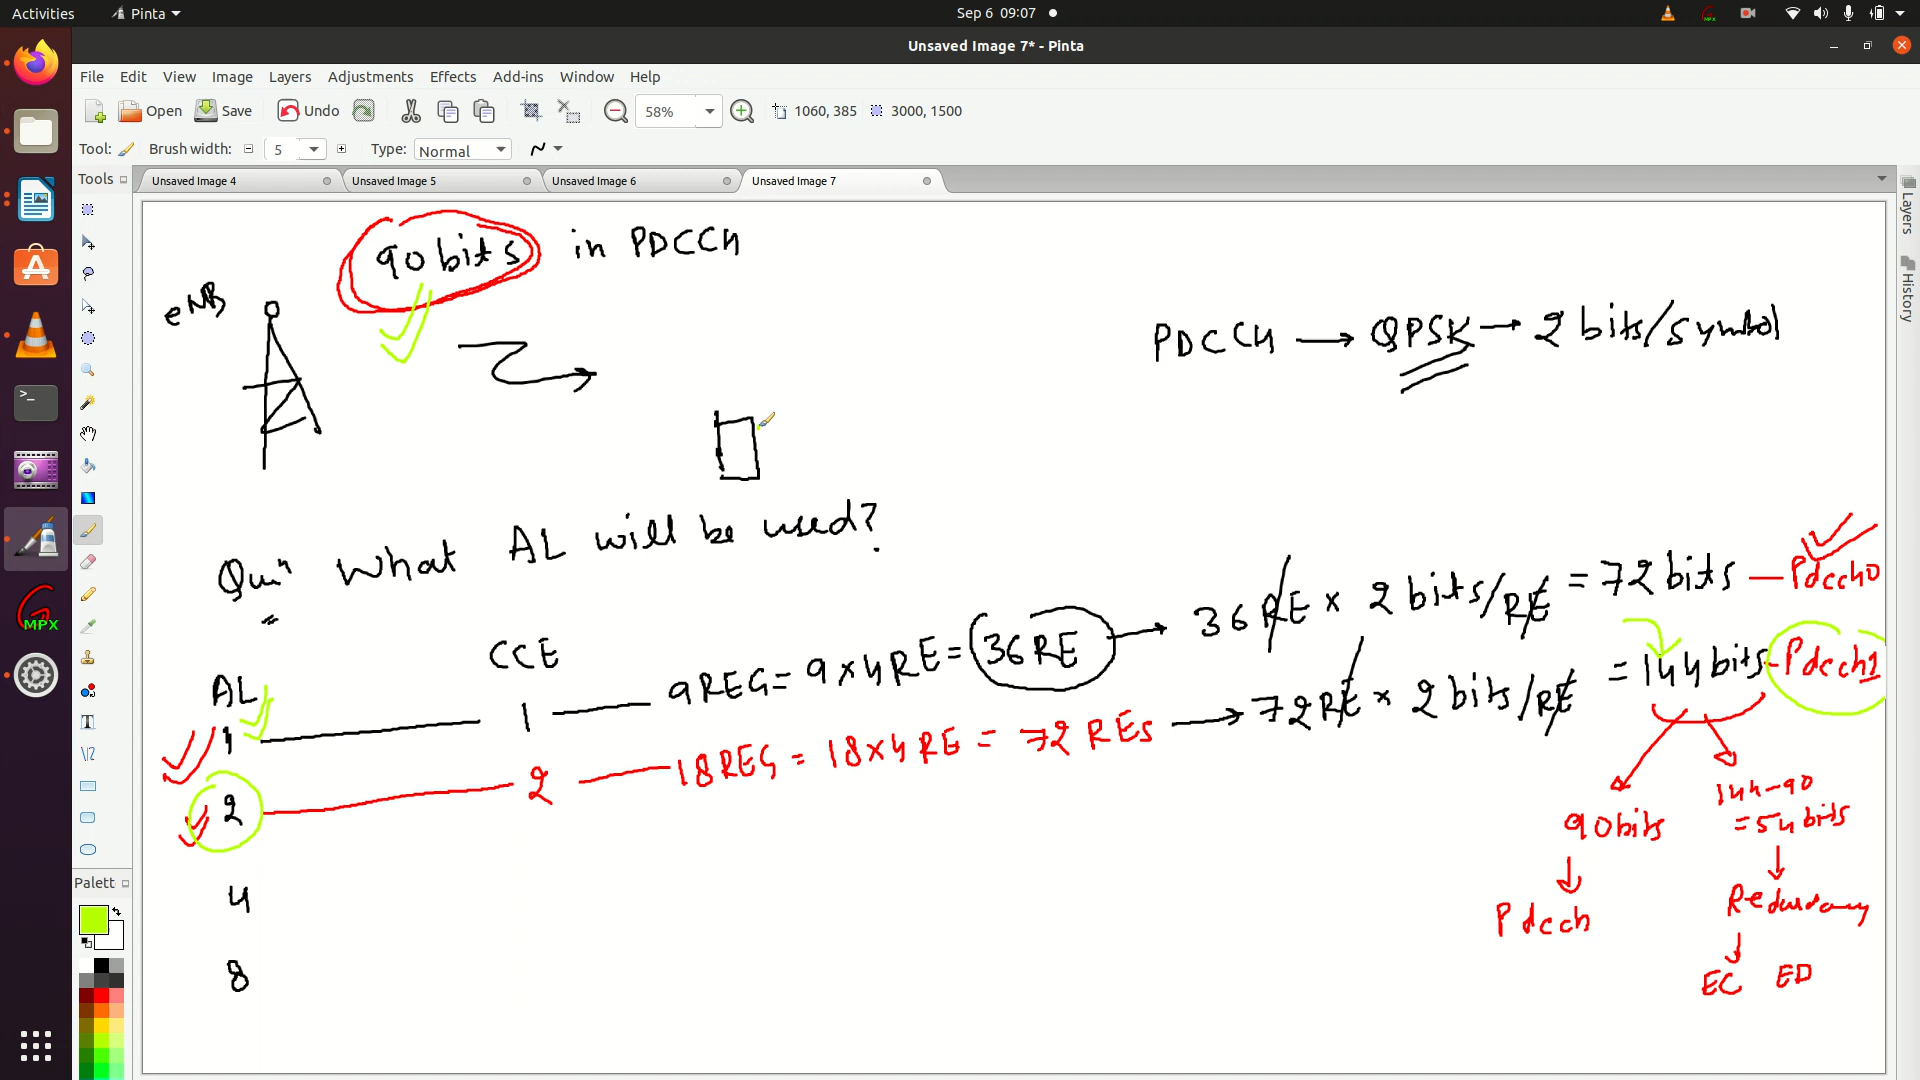 Activities
Pinta
Sep 6 09:07
Unsaved Image 7* - Pinta
File Edit View Image Layers Adjustments Effects Add-ins Window Help
Open Save Undo 58% 1060, 385 3000, 1500
Tool: Brush width: 5 Type: Normal
Tools
Unsaved Image 4 Unsaved Image 5 Unsaved Image 6 Unsaved Image 7
Layers
History
90 bits in PDCCH
eNB
PDCCH → QPSK → 2 bits/symbol
What AL will be used?
AL CCE
1 1 9REG = 9x4RE = 36 RE → 36 RE x 2 bits/RE = 72 bits - Pdcch0
2 2 18REG = 18x4 RE = 72 REs → 72RE x 2 bits/RE = 144 bits - Pdcch1
4
8
90bits
Pdcch
144-90
= 54 bits
Redundancy
EC ED
Palett
MPX